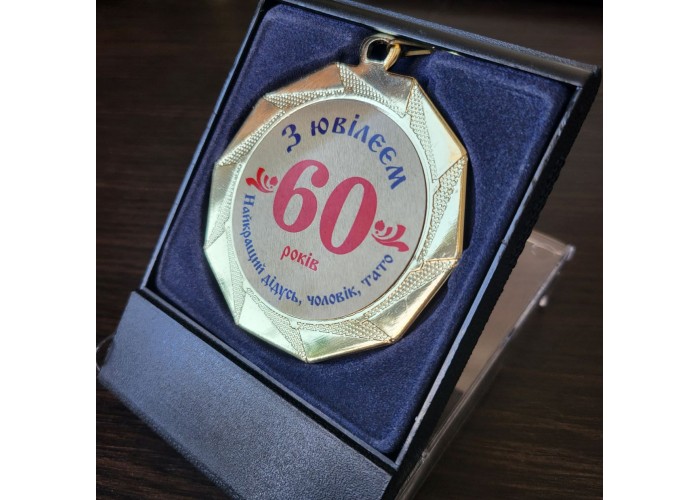 З ювілеєм
60
років
Найкращий дідусь, чоловік, тато